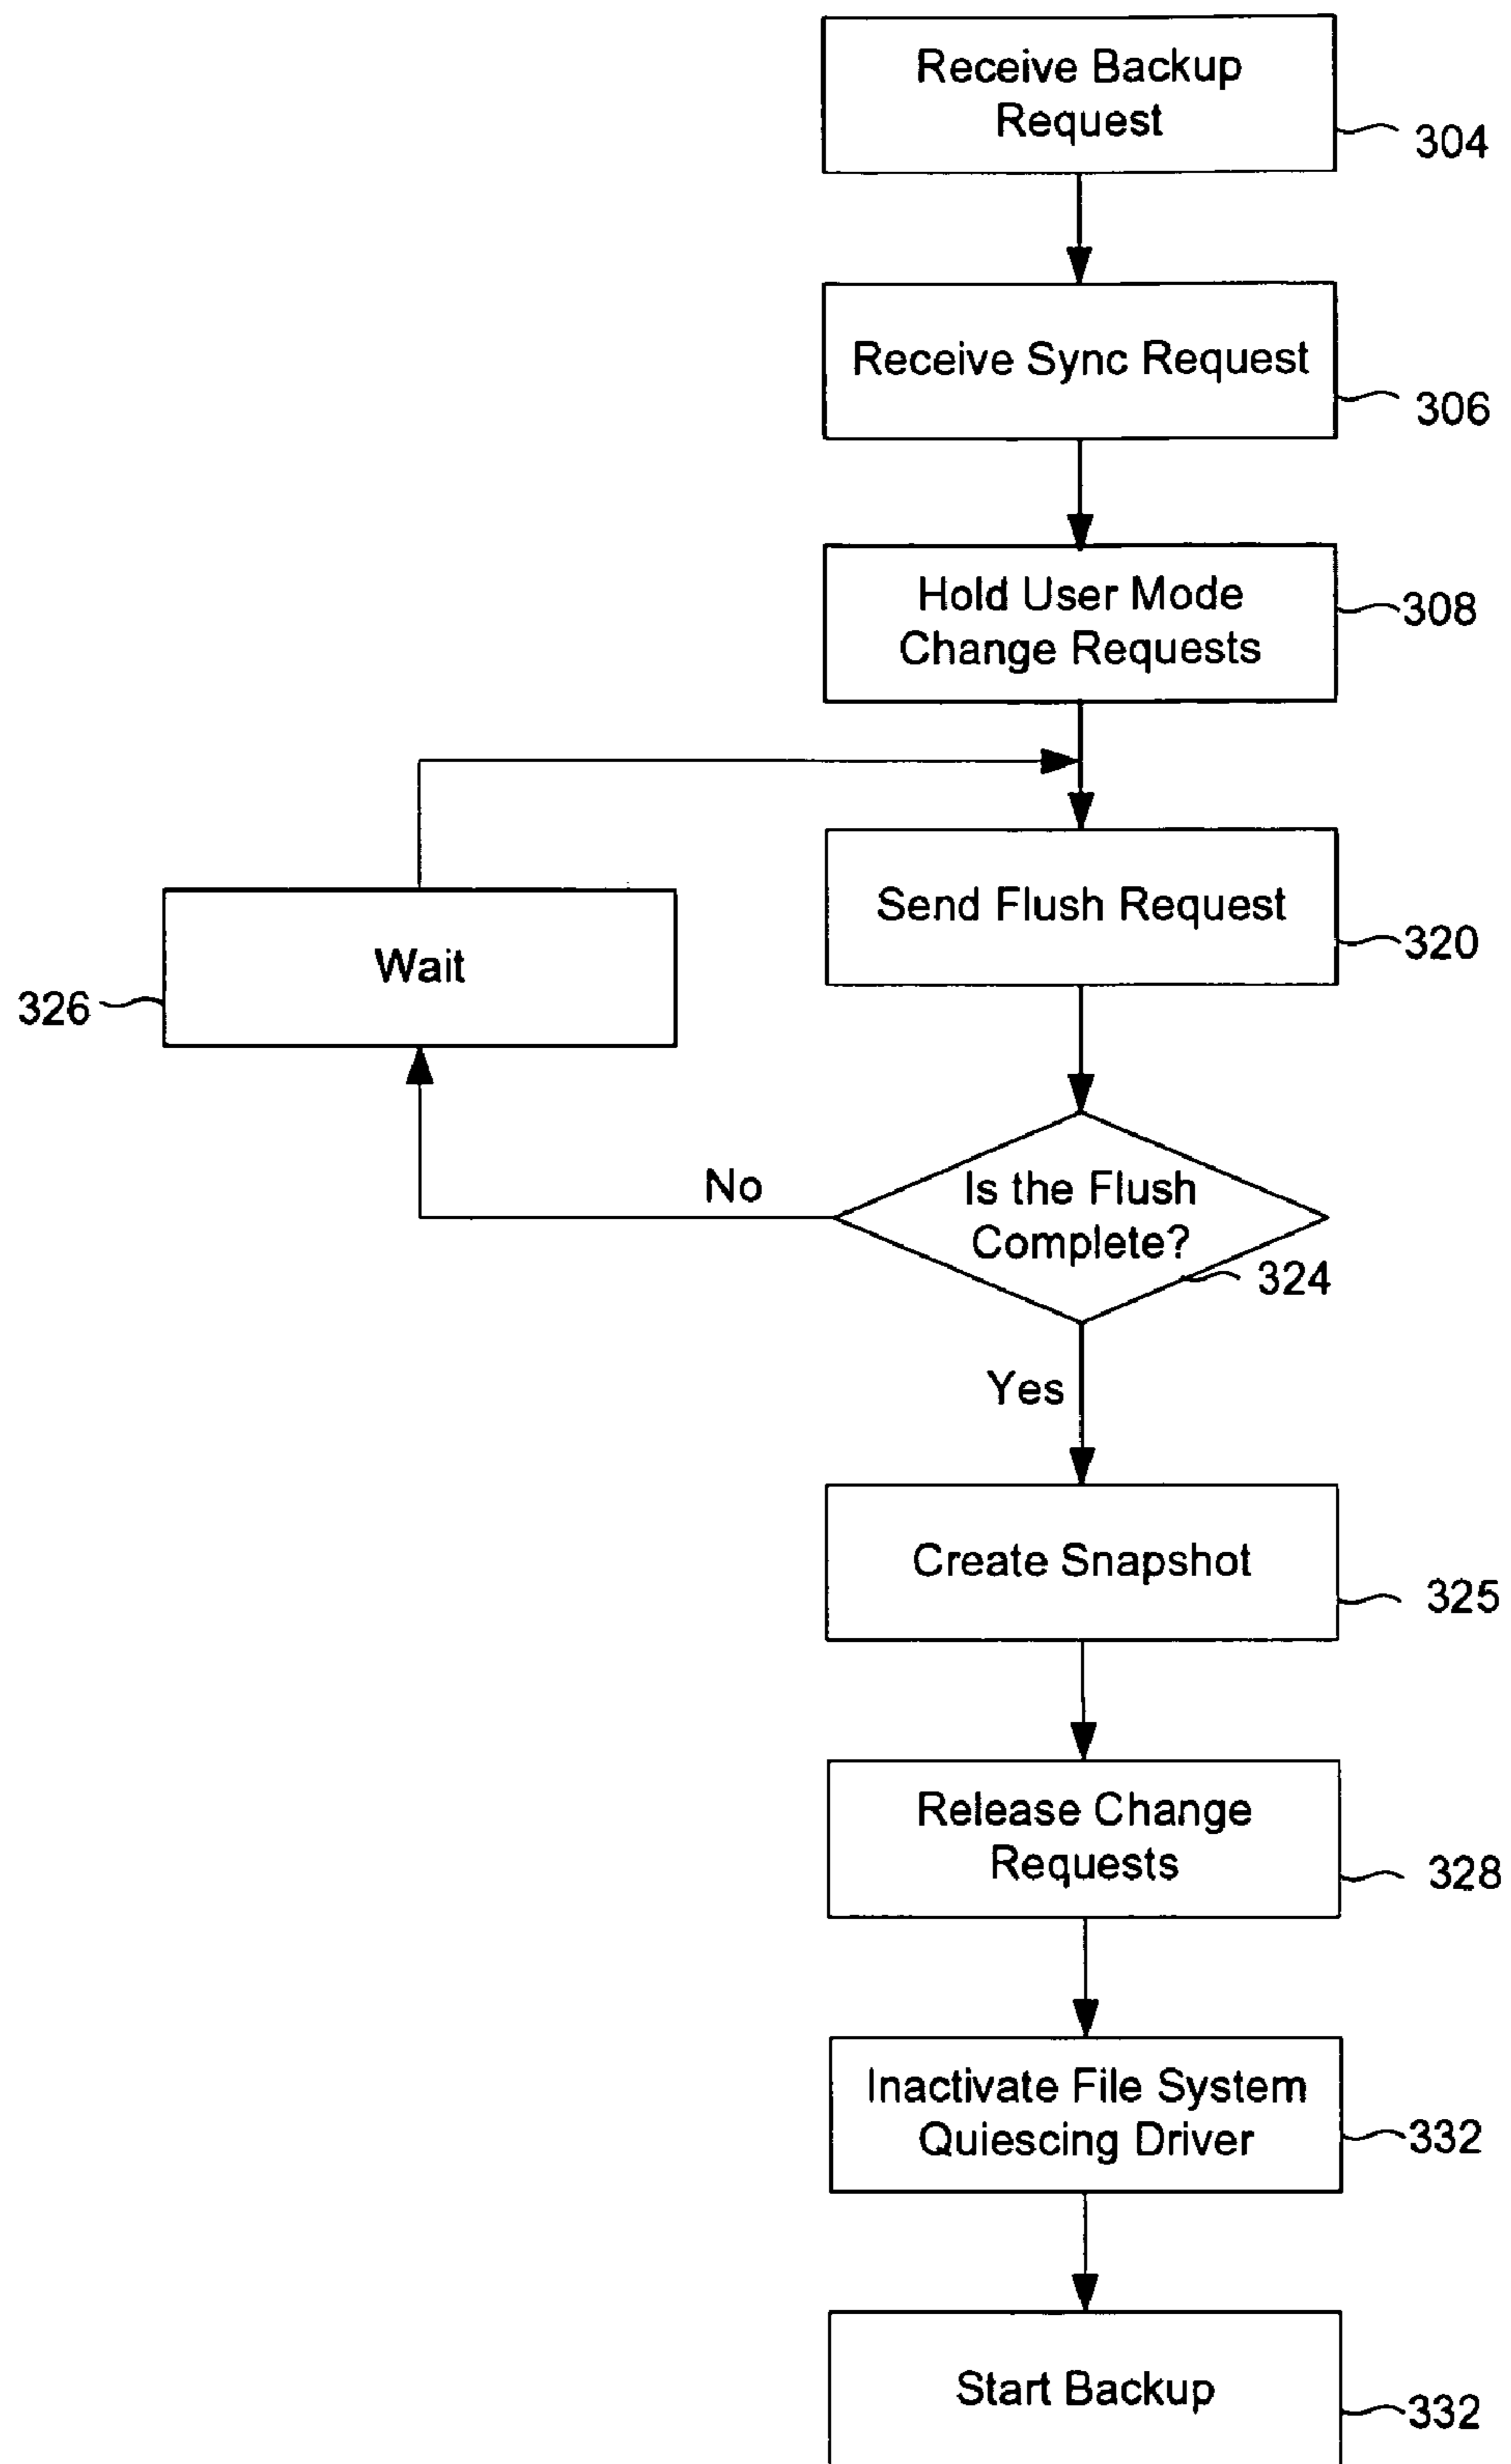 Receive Backup
Request
304
Receive Sync Request
306
Hold User Mode
Change Requests
308
Send Flush Request
320
Wait
326
No
Is the Flush
Complete?
324
Yes
Create Snapshot
325
Release Change
Requests
328
Inactivate File System
Quiescing Driver
332
Start Backup
332